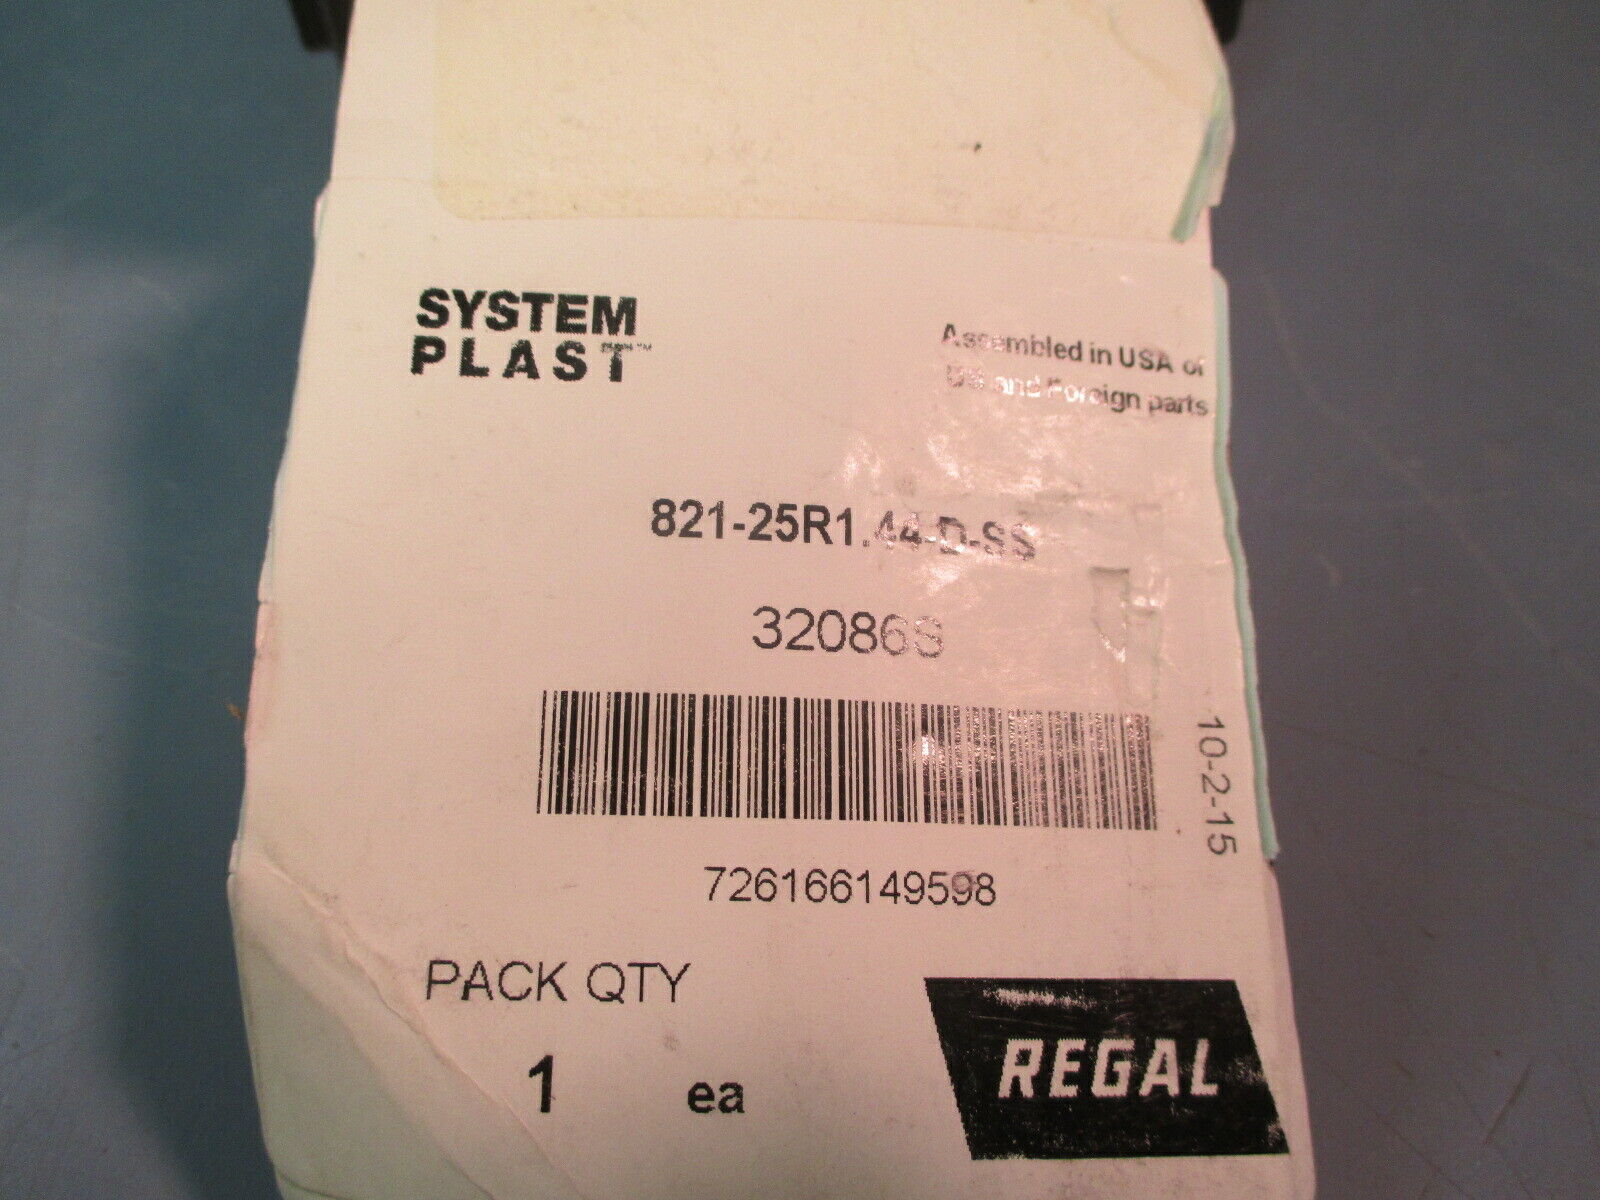 SYSTEM
PLAST™
Assembled in USA of
US and Foreign parts
821-25R1.44-D-SS
32086S
10-2-15
726166149598
PACK QTY
1 ea
REGAL